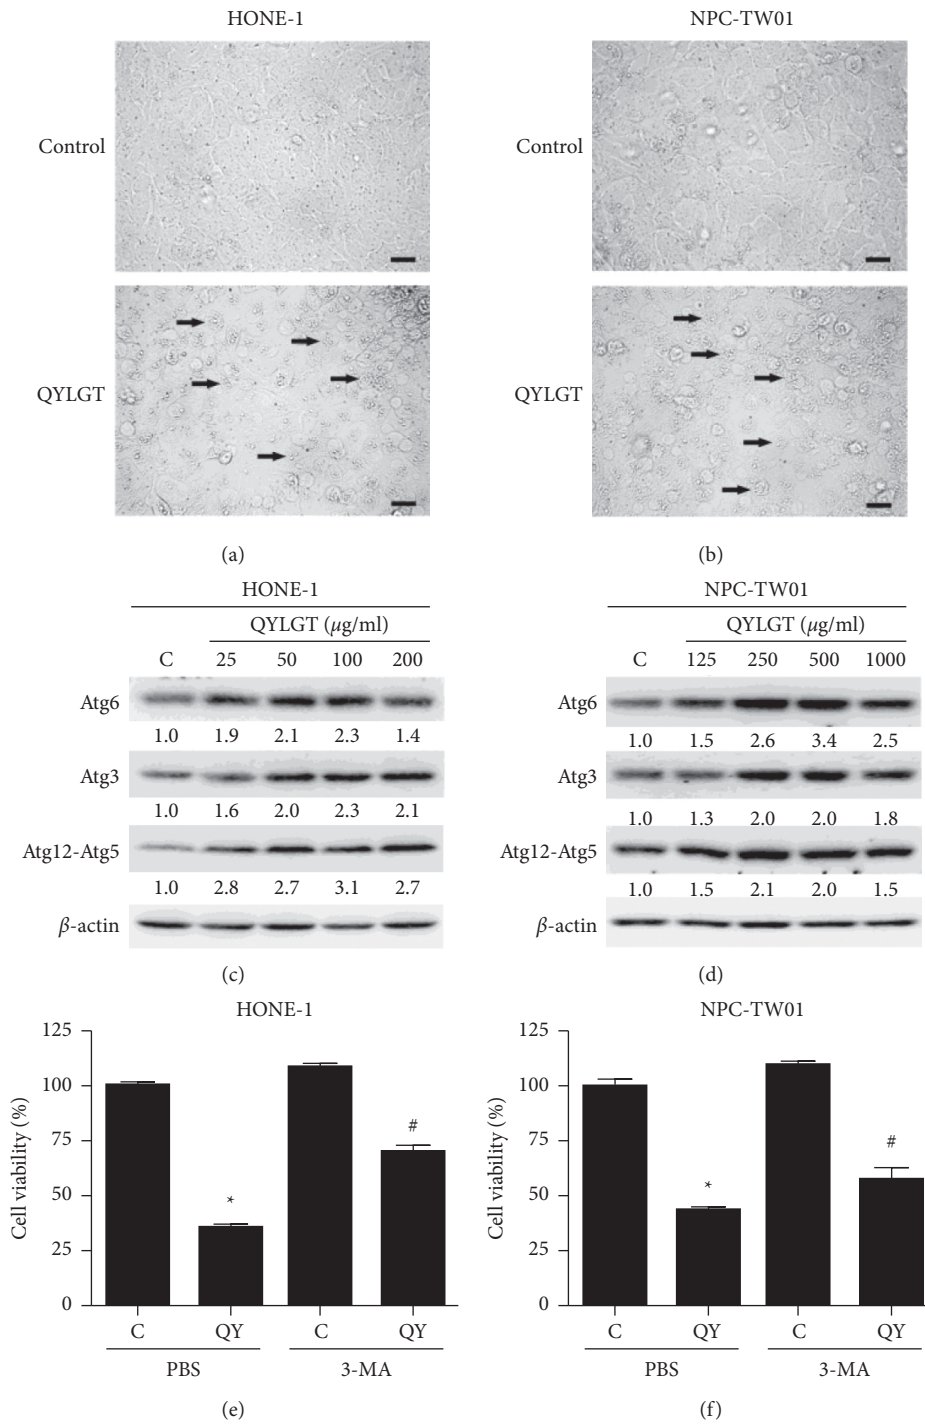 HONE-1
NPC-TW01
Control
Control
QYLGT
QYLGT
(a)
(b)
HONE-1
QYLGT (μg/ml)
C 25 50 100 200
Atg6
1.0 1.9 2.1 2.3 1.4
Atg3
1.0 1.6 2.0 2.3 2.1
Atg12-Atg5
1.0 2.8 2.7 3.1 2.7
β-actin
(c)
NPC-TW01
QYLGT (μg/ml)
C 125 250 500 1000
Atg6
1.0 1.5 2.6 3.4 2.5
Atg3
1.0 1.3 2.0 2.0 1.8
Atg12-Atg5
1.0 1.5 2.1 2.0 1.5
β-actin
(d)
HONE-1
Cell viability (%)
125
100
75
50
25
0
*
#
C QY C QY
PBS 3-MA
(e)
NPC-TW01
Cell viability (%)
125
100
75
50
25
0
*
#
C QY C QY
PBS 3-MA
(f)